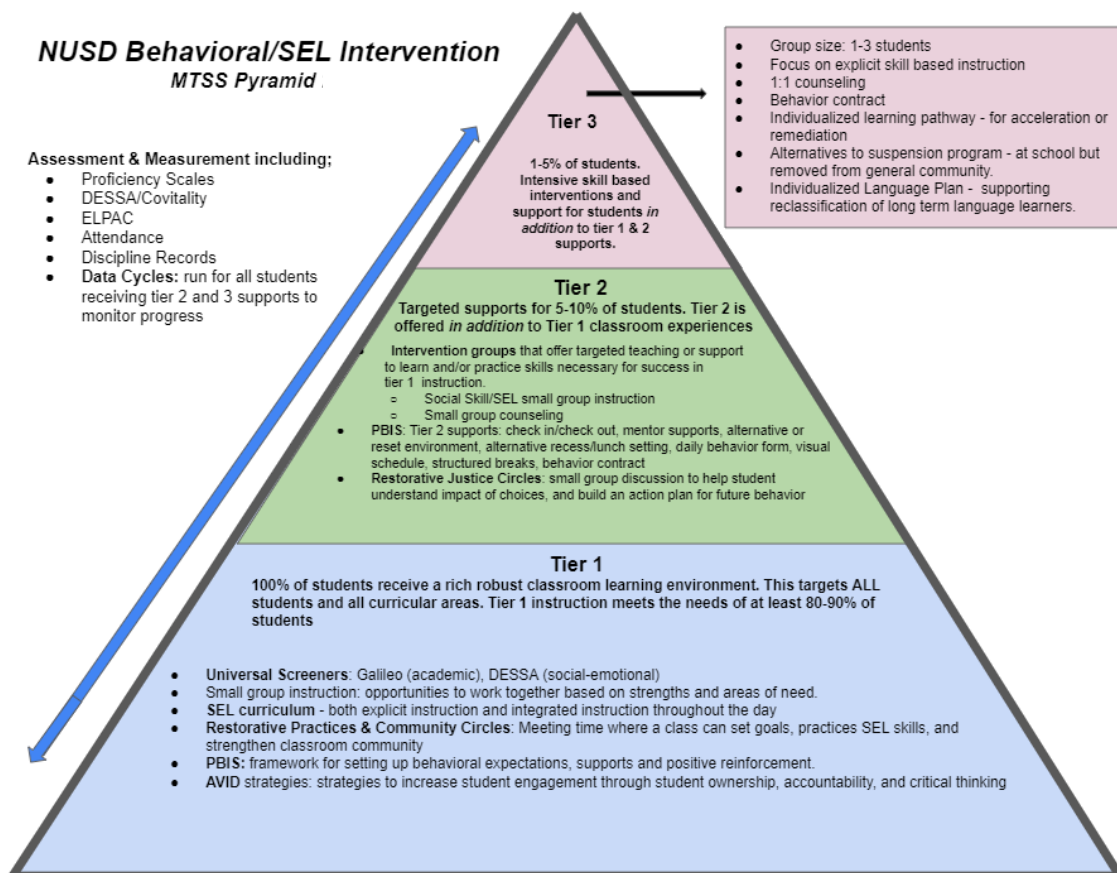 NUSD Behavioral/SEL Intervention
MTSS Pyramid
Assessment & Measurement including;
● Proficiency Scales
● DESSA/Covitality
● ELPAC
● Attendance
● Discipline Records
● Data Cycles: run for all students
receiving tier 2 and 3 supports to
monitor progress
Tier 3
1-5% of students.
Intensive skill based
interventions and
support for students in
addition to tier 1 & 2
supports.
● Group size: 1-3 students
● Focus on explicit skill based instruction
● 1:1 counseling
● Behavior contract
● Individualized learning pathway - for acceleration or
remediation
● Alternatives to suspension program - at school but
removed from general community.
● Individualized Language Plan - supporting
reclassification of long term language learners.
Tier 2
Targeted supports for 5-10% of students. Tier 2 is
offered in addition to Tier 1 classroom experiences
● Intervention groups that offer targeted teaching or support
to learn and/or practice skills necessary for success in
tier 1 instruction.
○ Social Skill/SEL small group instruction
○ Small group counseling
● PBIS: Tier 2 supports: check in/check out, mentor supports, alternative or
reset environment, alternative recess/lunch setting, daily behavior form, visual
schedule, structured breaks, behavior contract
● Restorative Justice Circles: small group discussion to help student
understand impact of choices, and build an action plan for future behavior
Tier 1
100% of students receive a rich robust classroom learning environment. This targets ALL
students and all curricular areas. Tier 1 instruction meets the needs of at least 80-90% of
students
● Universal Screeners: Galileo (academic), DESSA (social-emotional)
● Small group instruction: opportunities to work together based on strengths and areas of need.
● SEL curriculum - both explicit instruction and integrated instruction throughout the day
● Restorative Practices & Community Circles: Meeting time where a class can set goals, practices SEL skills, and
strengthen classroom community
● PBIS: framework for setting up behavioral expectations, supports and positive reinforcement.
● AVID strategies: strategies to increase student engagement through student ownership, accountability, and critical thinking